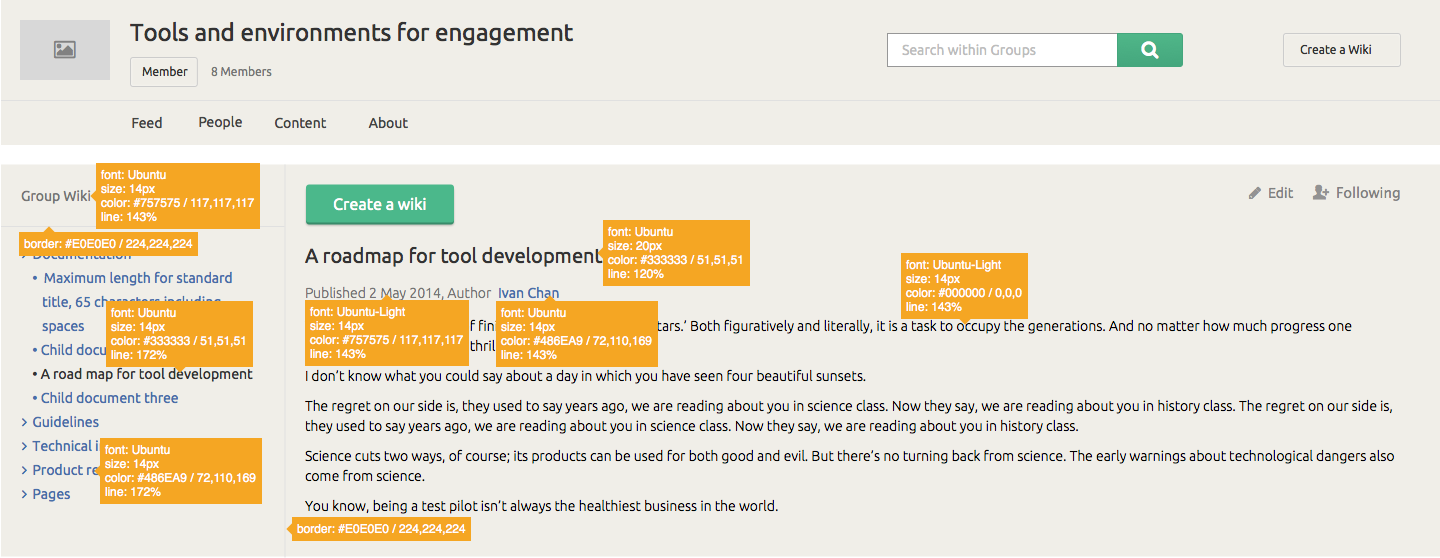 Tools and environments for engagement
Member 8 Members
Search within Groups
Create a Wiki
Feed People Content About
Group Wiki
font: Ubuntu
size: 14px
color: #757575 / 117,117,117
line: 143%
border: #E0E0E0 / 224,224,224
Documentation
• Maximum length for standard
title, 65 characters including
spaces
font: Ubuntu
size: 14px
color: #333333 / 51,51,51
line: 172%
• Child docu
• A road map for tool development
• Child document three
> Guidelines
> Technical i
> Product re
> Pages
font: Ubuntu
size: 14px
color: #486EA9 / 72,110,169
line: 172%
Create a wiki
Edit Following
A roadmap for tool development
font: Ubuntu
size: 20px
color: #333333 / 51,51,51
line: 120%
Published 2 May 2014, Author Ivan Chan
font: Ubuntu-Light
size: 14px
color: #757575 / 117,117,117
line: 143%
font: Ubuntu
size: 14px
color: #486EA9 / 72,110,169
line: 143%
font: Ubuntu-Light
size: 14px
color: #000000 / 0,0,0
line: 143%
f fini tars.’ Both figuratively and literally, it is a task to occupy the generations. And no matter how much progress one
thril
I don’t know what you could say about a day in which you have seen four beautiful sunsets.
The regret on our side is, they used to say years ago, we are reading about you in science class. Now they say, we are reading about you in history class. The regret on our side is,
they used to say years ago, we are reading about you in science class. Now they say, we are reading about you in history class.
Science cuts two ways, of course; its products can be used for both good and evil. But there’s no turning back from science. The early warnings about technological dangers also
come from science.
You know, being a test pilot isn’t always the healthiest business in the world.
border: #E0E0E0 / 224,224,224